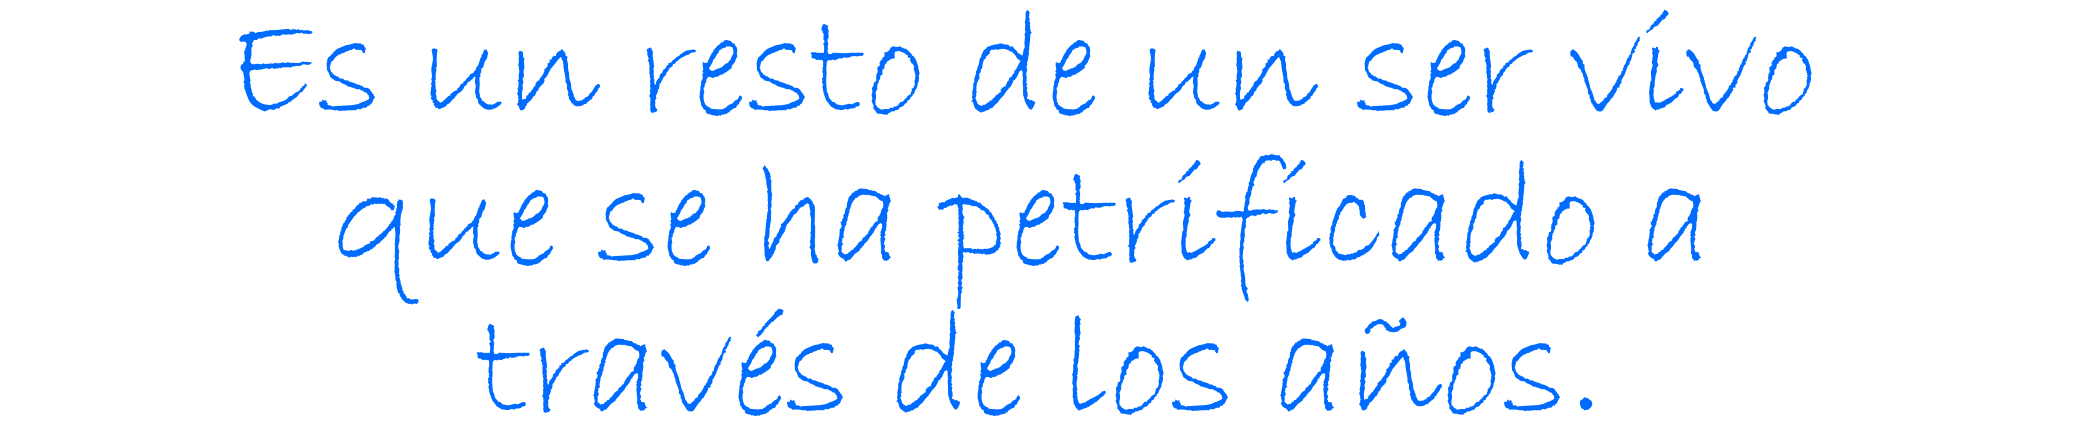 Es un resto de un ser vivo
que se ha petrificado a
través de los años.